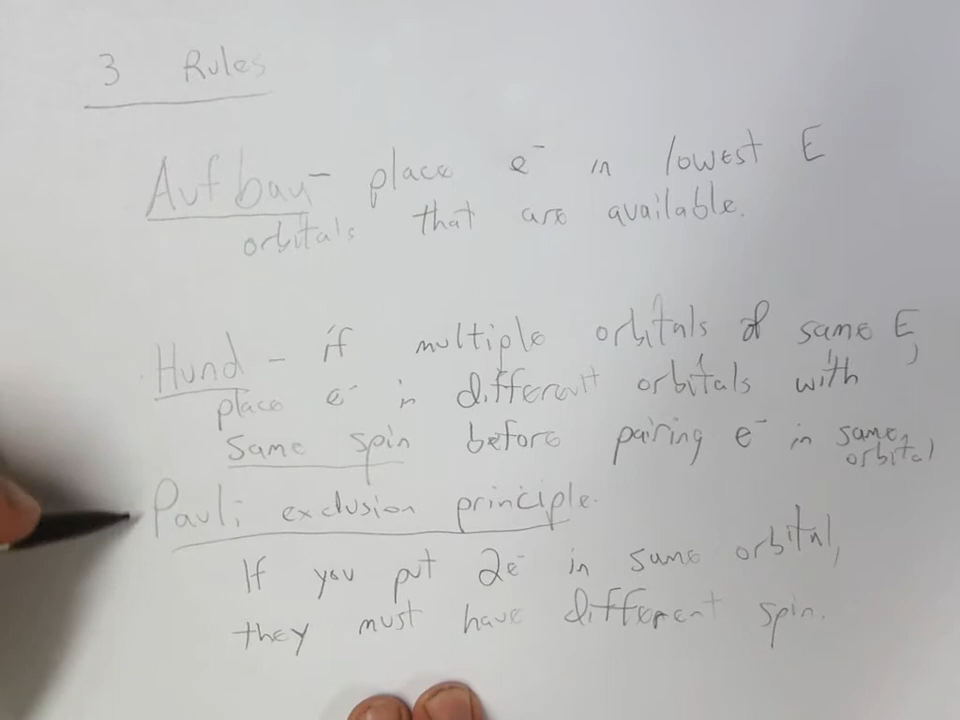 3 Rules
Aufbau - place e⁻ in lowest E
orbitals that are available.
Hund - if multiple orbitals of same E,
place e⁻ in different orbitals with
same spin before pairing e⁻ in same
orbital
Pauli exclusion principle.
If you put 2e⁻ in same orbital,
they must have different spin.